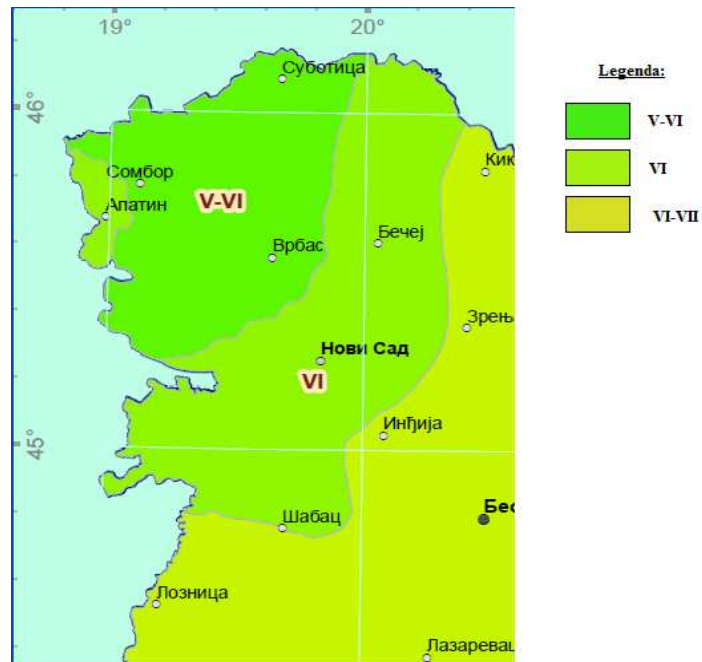 19°
20°
Суботица
Legenda:
46°
V-VI
Сомбор
Кик
VI
Апатин
V-VI
VI-VII
Бечеј
Врбас
Зрења
Нови Сад
VI
Инђија
45°
Шабац
Бео
Лозница
Лазаревац